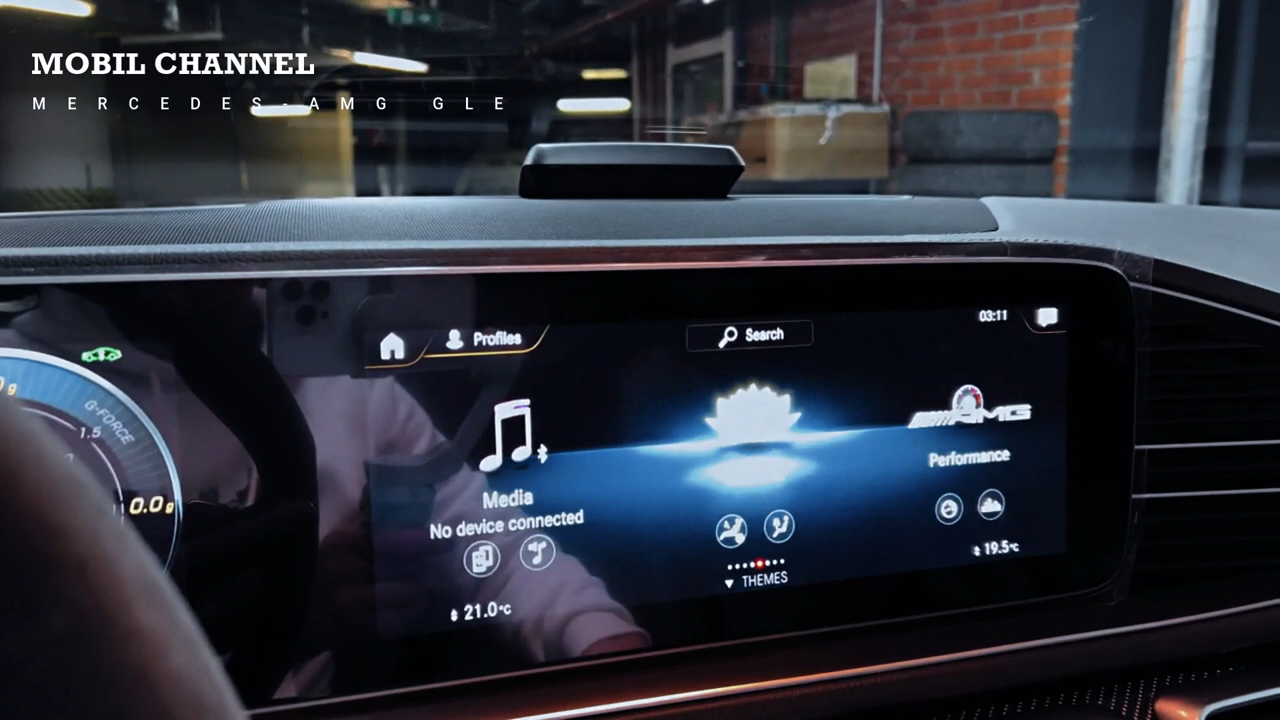 MOBIL CHANNEL
MERCEDES-AMG GLE
Profiles
Search
03:11
G-FORCE
1.5
0.0g
Media
No device connected
AMG
Performance
THEMES
21.0°C
19.5°C